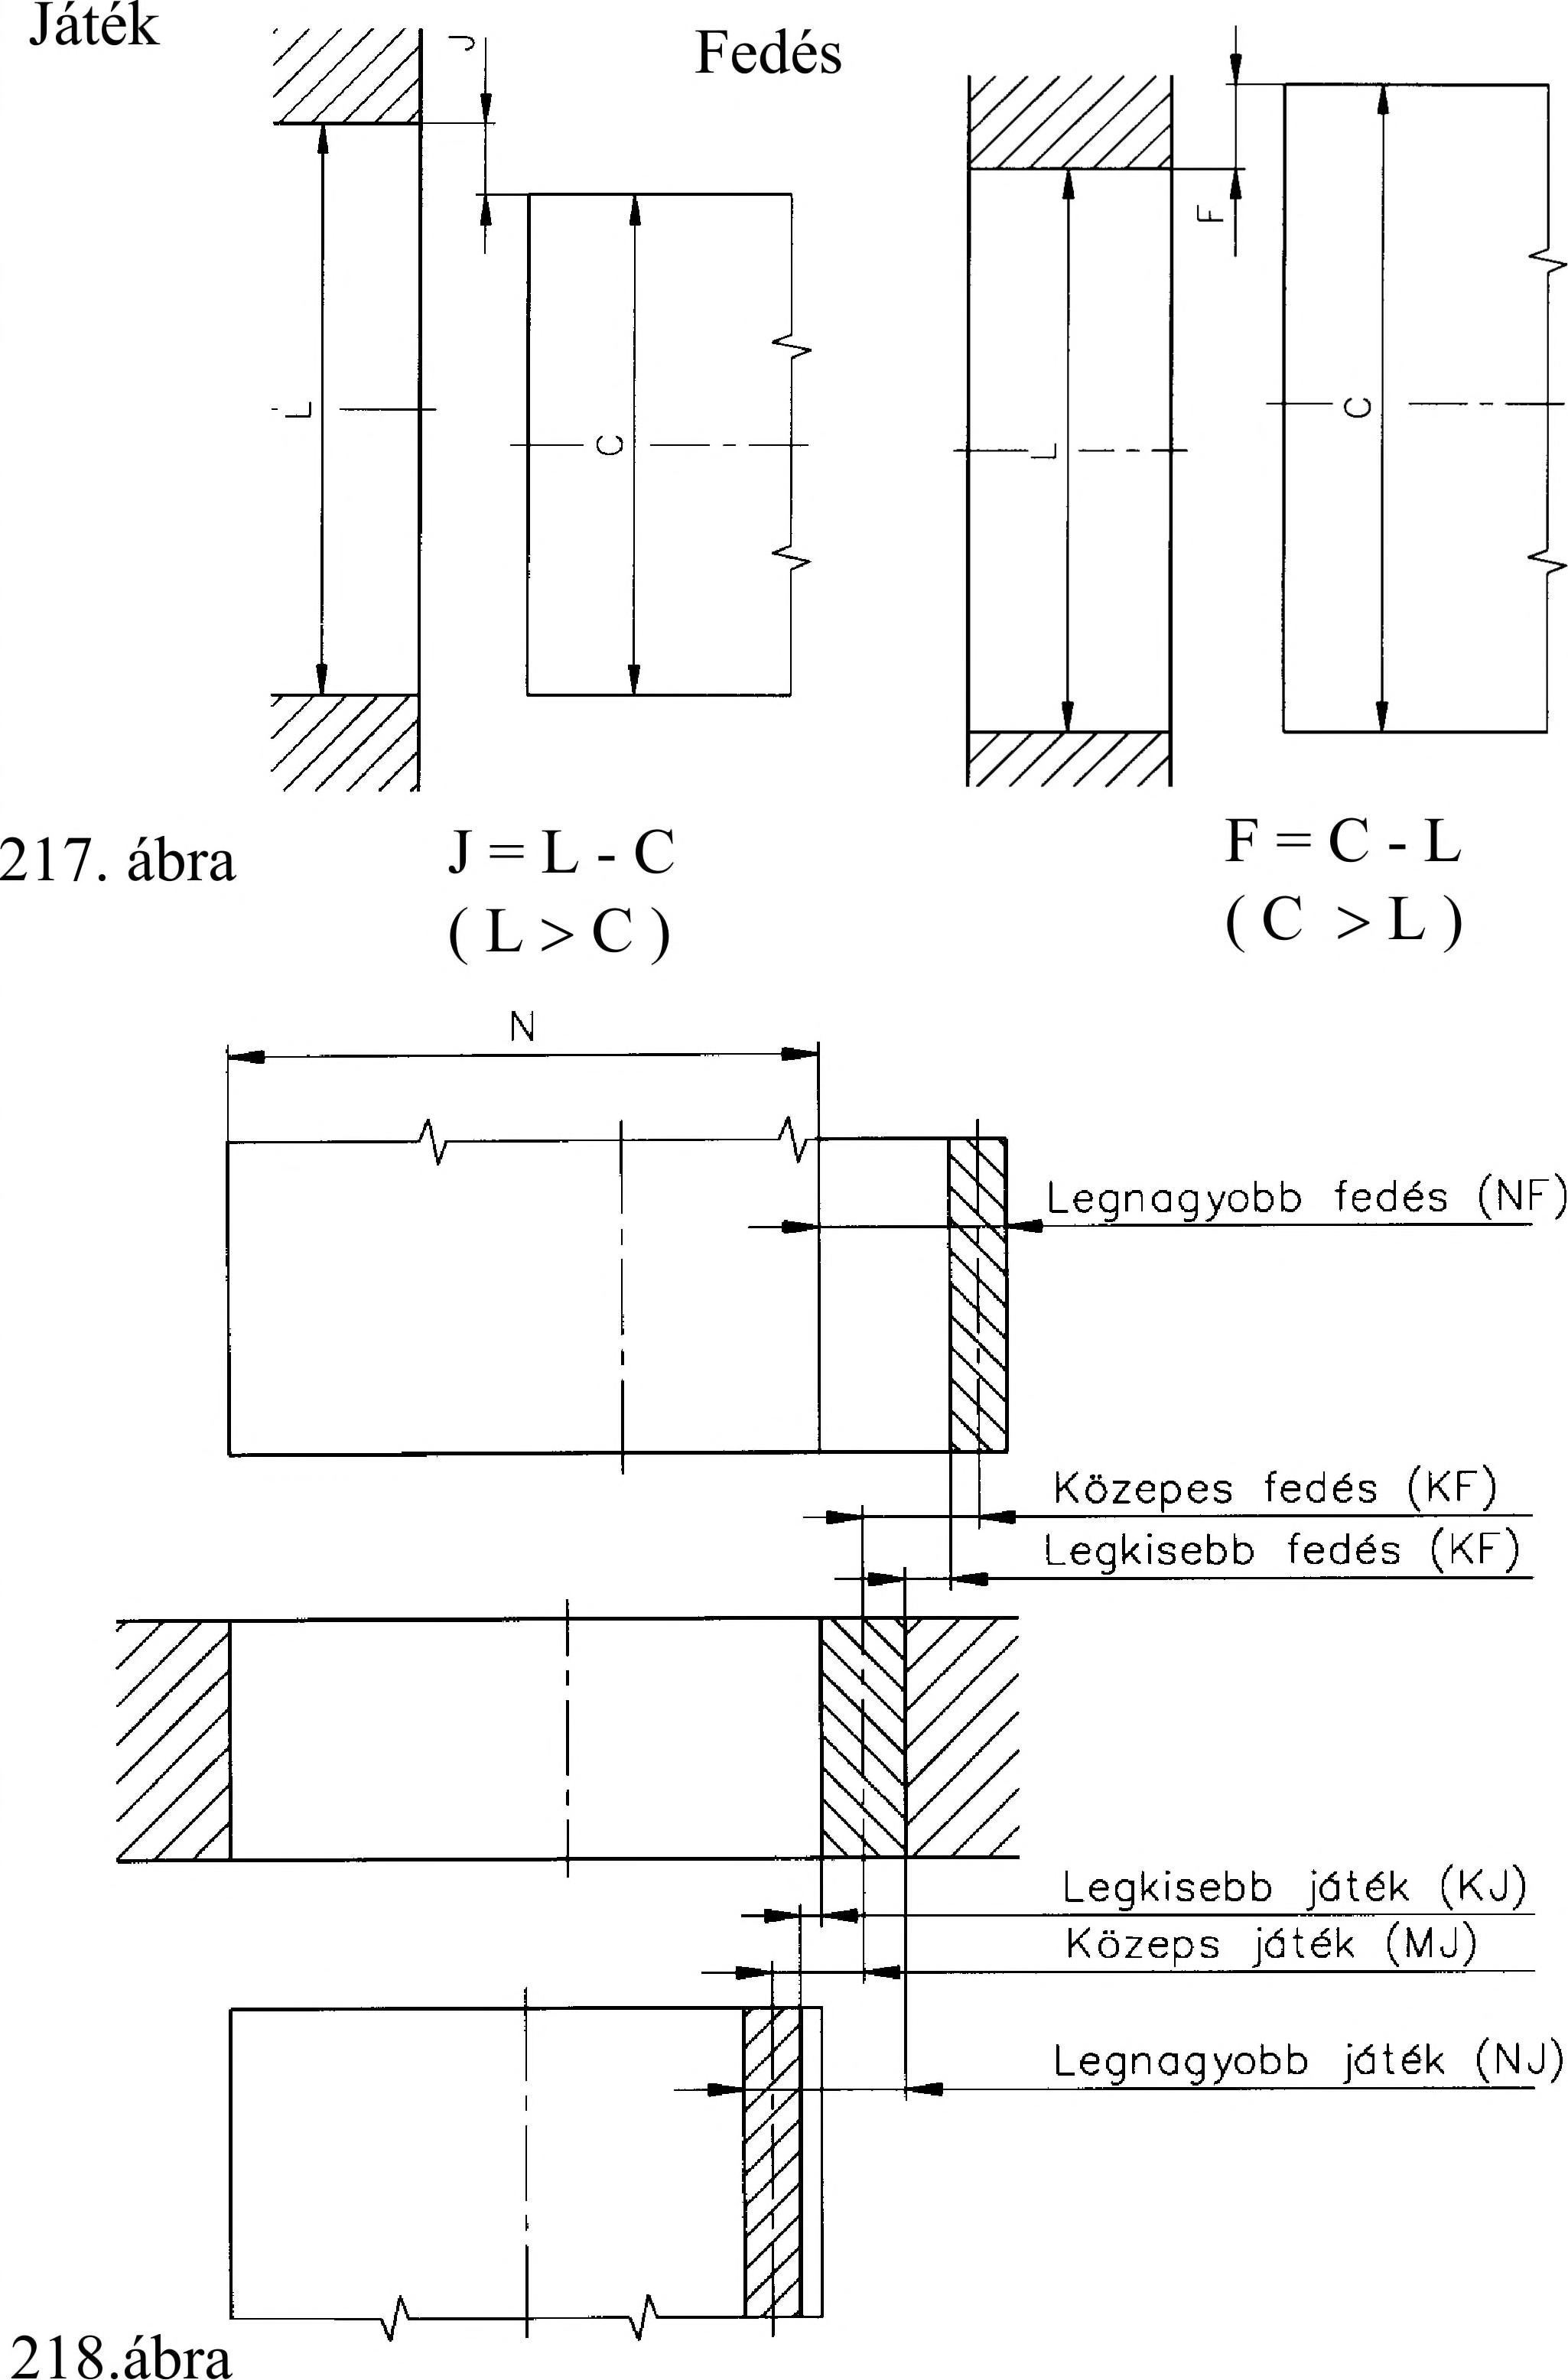 Játék
Fedés
J
F
L
C
L
C
217. ábra
J = L - C
( L > C )
F = C - L
( C > L )
N
Legnagyobb fedés (NF)
Közepes fedés (KF)
Legkisebb fedés (KF)
Legkisebb játék (KJ)
Közeps játék (MJ)
Legnagyobb játék (NJ)
218.ábra